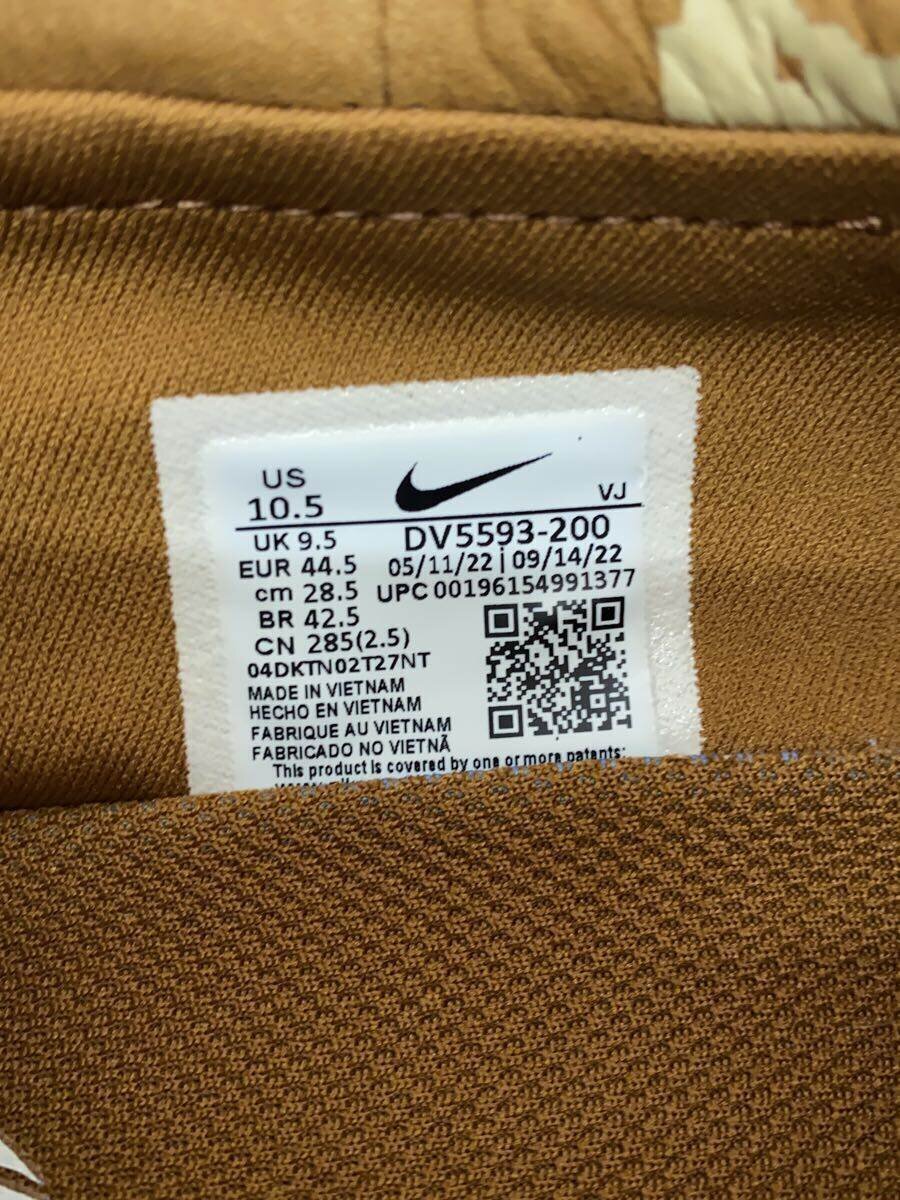 US
10.5
VJ
UK 9.5
EUR 44.5
cm 28.5
BR 42.5
CN 285(2.5)
DV5593-200
05/11/22 | 09/14/22
UPC 00196154991377
04DKTN02T27NT
MADE IN VIETNAM
HECHO EN VIETNAM
FABRIQUE AU VIETNAM
FABRICADO NO VIETNÃ
This product is covered by one or more patents: